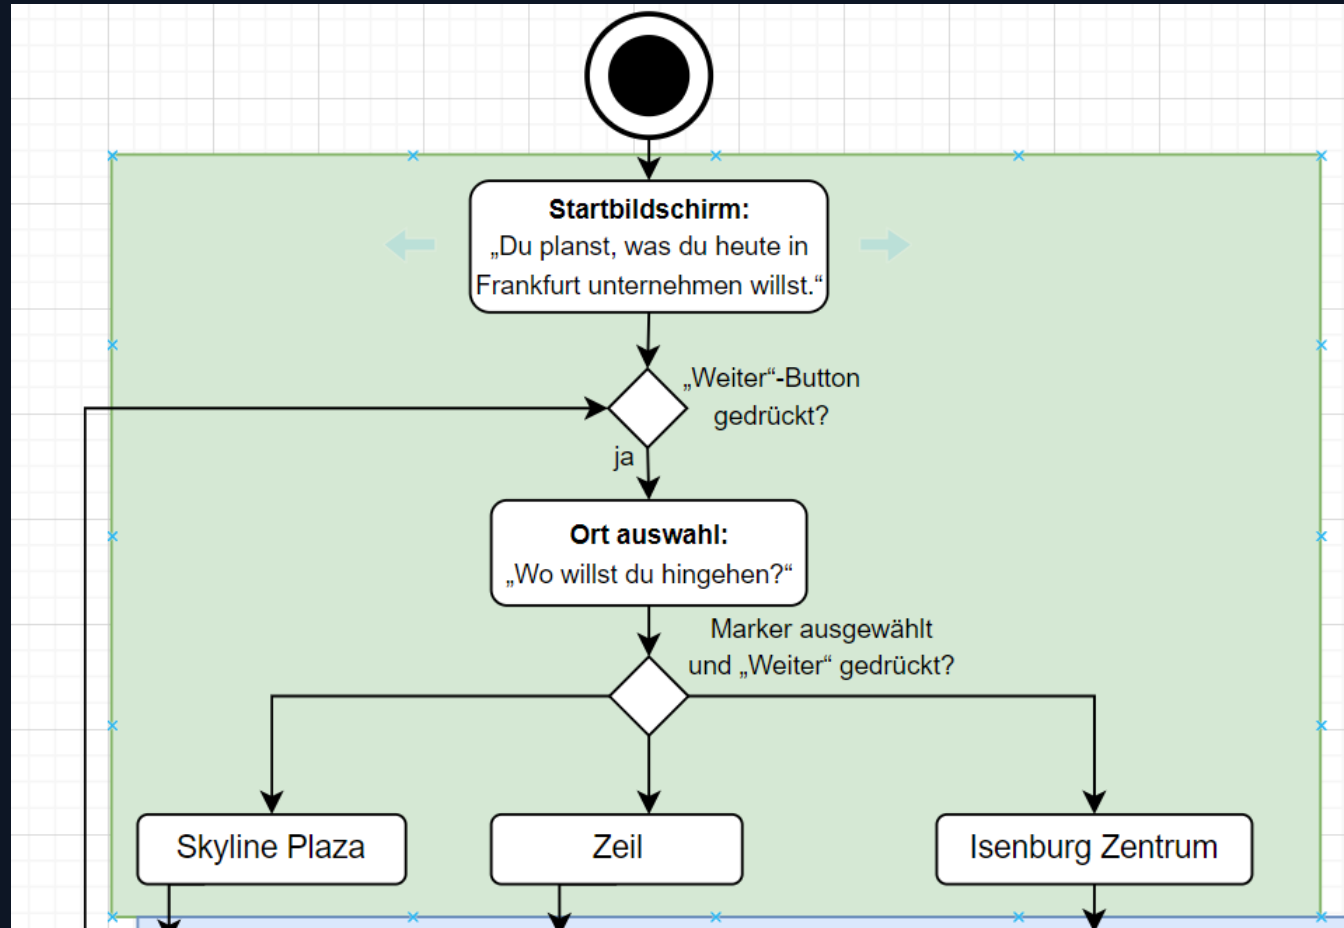 Startbildschirm:
„Du planst, was du heute in
Frankfurt unternehmen willst.“
„Weiter“-Button
gedrückt?
ja
Ort auswahl:
„Wo willst du hingehen?“
Marker ausgewählt
und „Weiter“ gedrückt?
Skyline Plaza
Zeil
Isenburg Zentrum